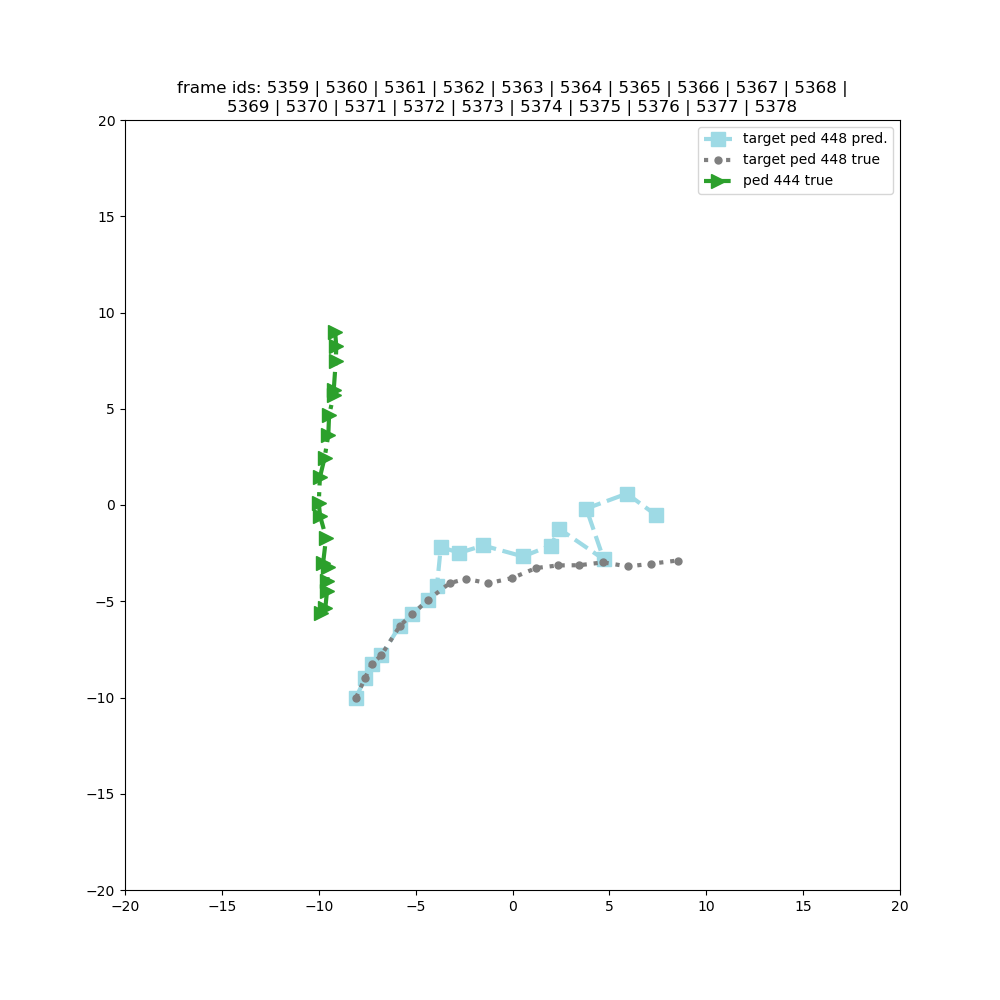 frame ids: 5359 | 5360 | 5361 | 5362 | 5363 | 5364 | 5365 | 5366 | 5367 | 5368 |
5369 | 5370 | 5371 | 5372 | 5373 | 5374 | 5375 | 5376 | 5377 | 5378
target ped 448 pred.
target ped 448 true
ped 444 true
20
15
10
5
0
−5
−10
−15
−20
−20 −15 −10 −5 0 5 10 15 20